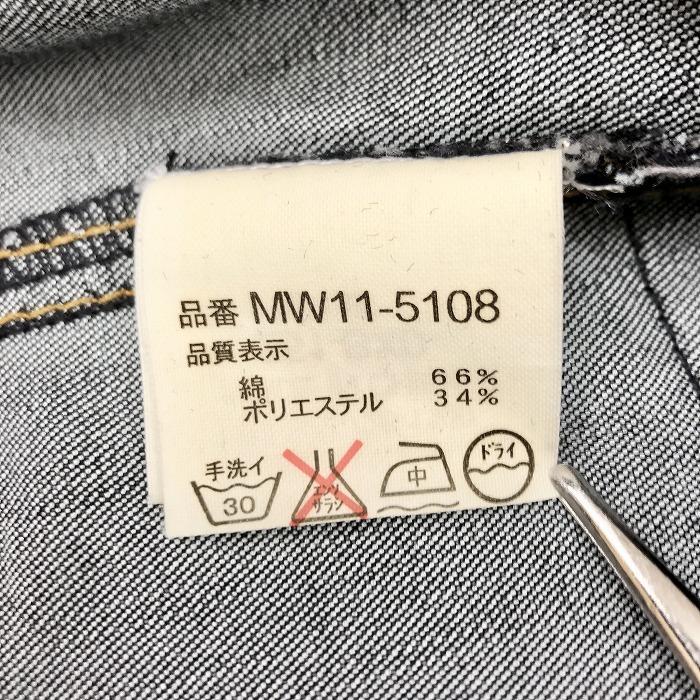 品番 MW11-5108
品質表示
綿 66%
ポリエステル 34%
手洗イ
30
エンソ
サラシ
中
ドライ